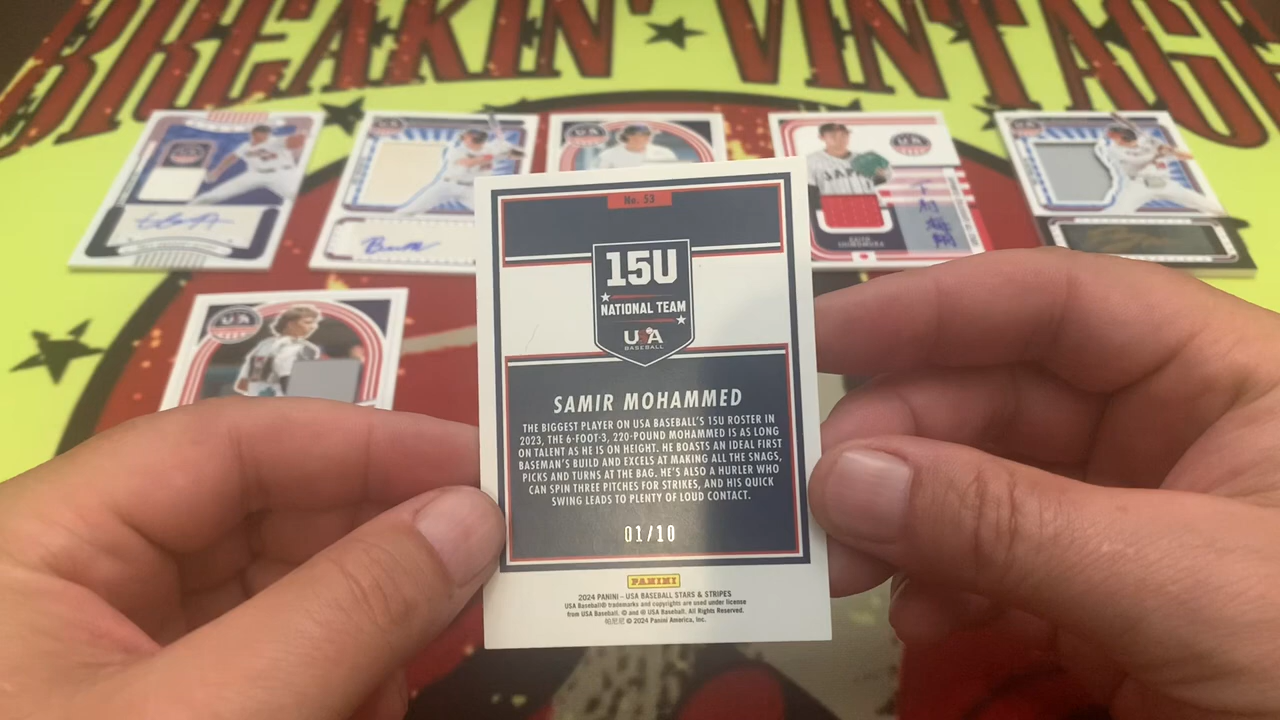 BREAKIN' VINTAGE
USA
No. 53
15U
NATIONAL TEAM
USA
BASEBALL
SAMIR MOHAMMED
THE BIGGEST PLAYER ON USA BASEBALL'S 15U ROSTER IN
2023, THE 6-FOOT-3, 220-POUND MOHAMMED IS AS LONG
ON TALENT AS HE IS ON HEIGHT. HE BOASTS AN IDEAL FIRST
BASEMAN'S BUILD AND EXCELS AT MAKING ALL THE SNAGS,
PICKS AND TURNS AT THE BAG. HE'S ALSO A HURLER WHO
CAN SPIN THREE PITCHES FOR STRIKES, AND HIS QUICK
SWING LEADS TO PLENTY OF LOUD CONTACT.
01/10
PANINI
2024 PANINI – USA BASEBALL STARS & STRIPES
USA Baseball® trademarks and copyrights are used under license
from USA Baseball. © and ® USA Baseball. All Rights Reserved.
帕尼尼 © 2024 Panini America, Inc.